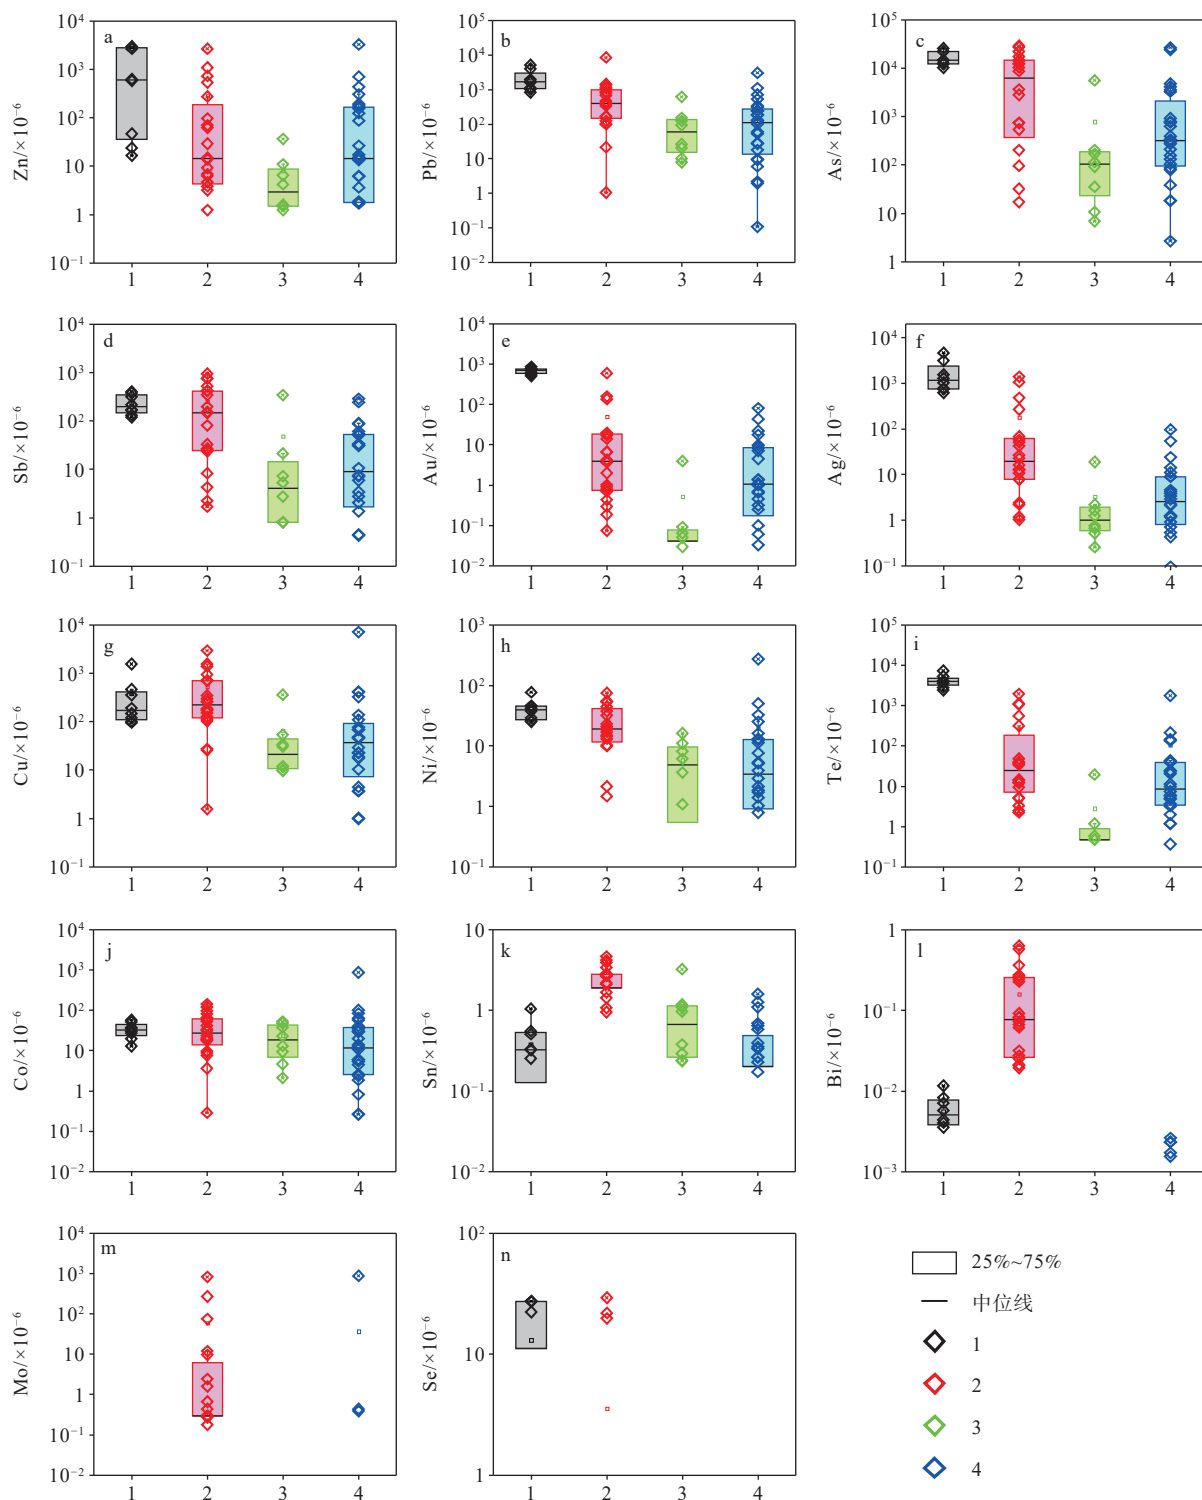 a
Zn/×10⁻⁶
10⁴
10³
10²
10
1
10⁻¹
1 2 3 4
b
Pb/×10⁻⁶
10⁵
10⁴
10³
10²
10
1
10⁻¹
10⁻²
1 2 3 4
c
As/×10⁻⁶
10⁵
10⁴
10³
10²
10
1
1 2 3 4
d
Sb/×10⁻⁶
10⁴
10³
10²
10
1
10⁻¹
1 2 3 4
e
Au/×10⁻⁶
10⁴
10³
10²
10
1
10⁻¹
10⁻²
1 2 3 4
f
Ag/×10⁻⁶
10⁴
10³
10²
10
1
10⁻¹
1 2 3 4
g
Cu/×10⁻⁶
10⁴
10³
10²
10
1
10⁻¹
1 2 3 4
h
Ni/×10⁻⁶
10³
10²
10
1
10⁻¹
1 2 3 4
i
Te/×10⁻⁶
10⁵
10⁴
10³
10²
10
1
10⁻¹
1 2 3 4
j
Co/×10⁻⁶
10⁴
10³
10²
10
1
10⁻¹
10⁻²
1 2 3 4
k
Sn/×10⁻⁶
10
1
10⁻¹
10⁻²
1 2 3 4
l
Bi/×10⁻⁶
1
10⁻¹
10⁻²
10⁻³
1 2 3 4
m
Mo/×10⁻⁶
10⁴
10³
10²
10
1
10⁻¹
10⁻²
1 2 3 4
n
Se/×10⁻⁶
10²
10
1
1 2 3 4
25%~75%
中位线
1
2
3
4